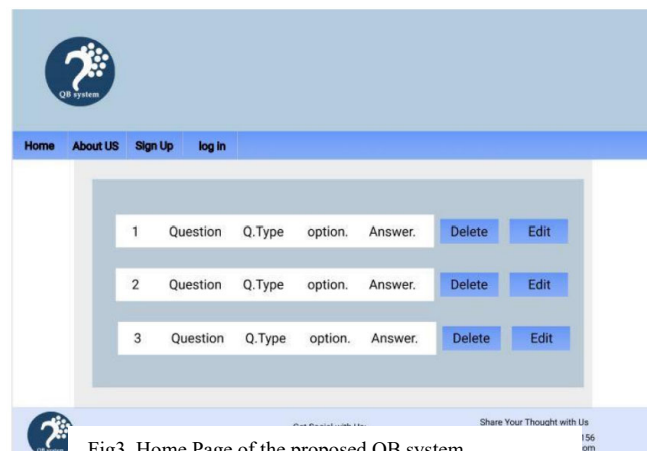 QB system
Home About US Sign Up log in
1 Question Q.Type option. Answer. Delete Edit
2 Question Q.Type option. Answer. Delete Edit
3 Question Q.Type option. Answer. Delete Edit
Share Your Thought with Us
156
om
Fig3. Home Page of the proposed QB system